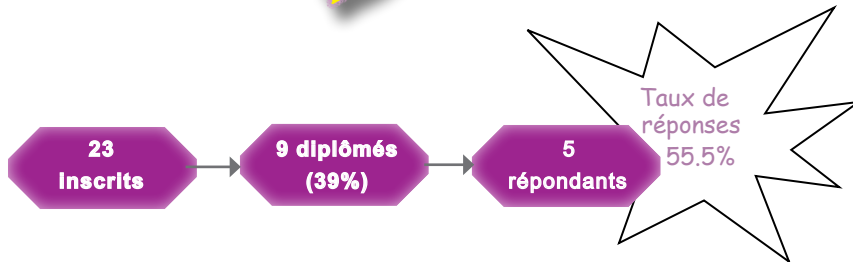 23
inscrits
9 diplômés
(39%)
5
répondants
Taux de
réponses
55.5%